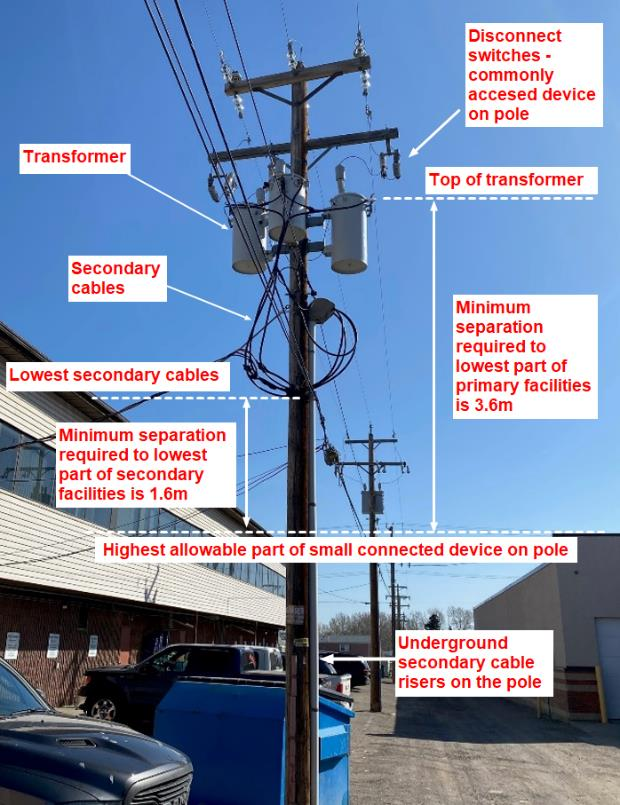 Disconnect
switches -
commonly
accesed device
on pole
Transformer
Top of transformer
Secondary
cables
Minimum
separation
required to
lowest part of
primary facilities
is 3.6m
Lowest secondary cables
Minimum separation
required to lowest
part of secondary
facilities is 1.6m
Highest allowable part of small connected device on pole
Underground
secondary cable
risers on the pole